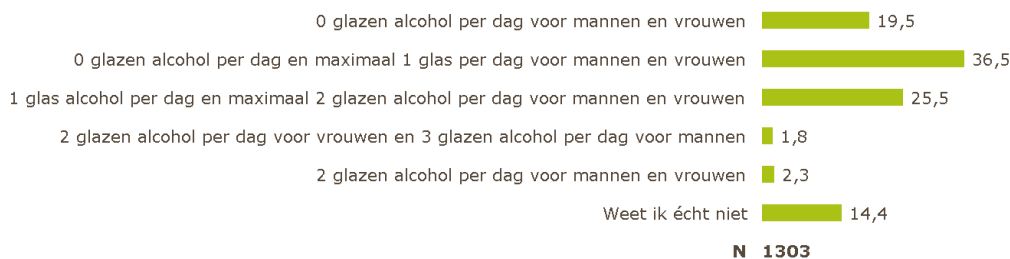 0 glazen alcohol per dag voor mannen en vrouwen 19,5
0 glazen alcohol per dag en maximaal 1 glas per dag voor mannen en vrouwen 36,5
1 glas alcohol per dag en maximaal 2 glazen alcohol per dag voor mannen en vrouwen 25,5
2 glazen alcohol per dag voor vrouwen en 3 glazen alcohol per dag voor mannen 1,8
2 glazen alcohol per dag voor mannen en vrouwen 2,3
Weet ik écht niet 14,4
N 1303